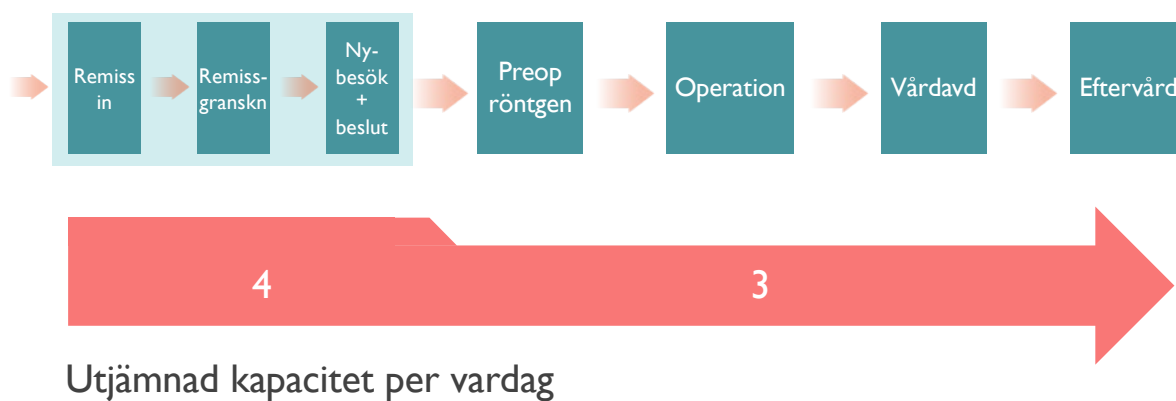 Remiss
in
Remiss-
granskn
Ny-
besök
+
beslut
Preop
röntgen
Operation
Vårdavd
Eftervård
4
3
Utjämnad kapacitet per vardag